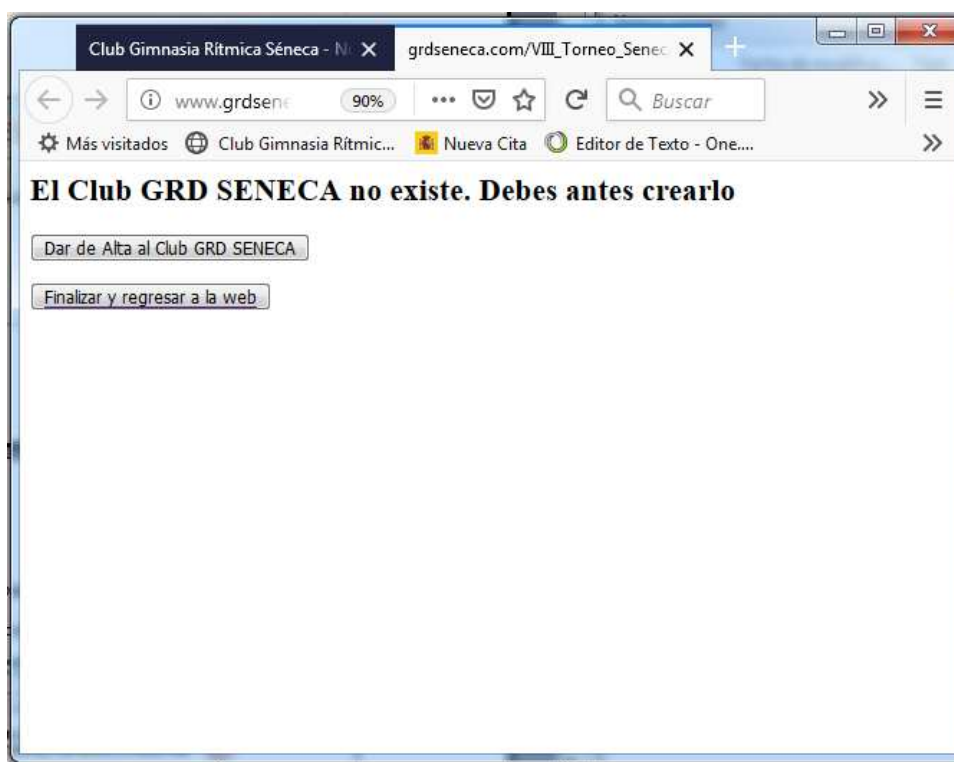 Club Gimnasia Rítmica Séneca - N
grdseneca.com/VIII_Torneo_Senec
www.grdsene
90%
Buscar
Más visitados
Club Gimnasia Rítmic...
Nueva Cita
Editor de Texto - One....
El Club GRD SENECA no existe. Debes antes crearlo
Dar de Alta al Club GRD SENECA
Finalizar y regresar a la web